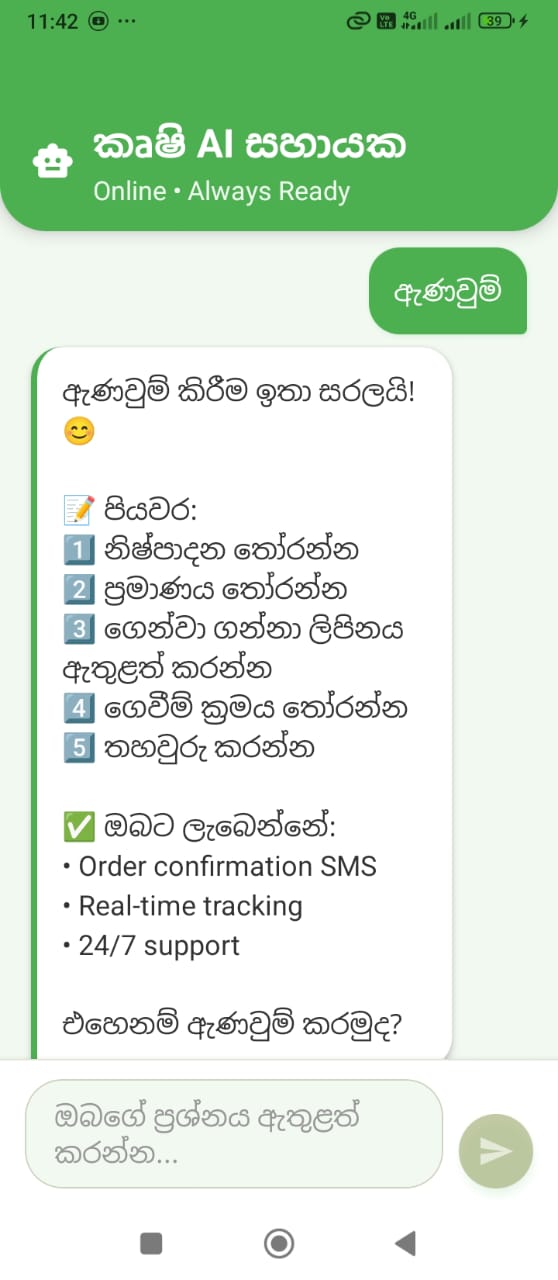 11:42
4G
39
කෘෂි AI සහායක
Online • Always Ready
ඇණවුම්
ඇණවුම් කිරීම ඉතා සරලයි!
😊
📝 පියවර:
1️⃣ නිෂ්පාදන තෝරන්න
2️⃣ ප්‍රමාණය තෝරන්න
3️⃣ ගෙන්වා ගන්නා ලිපිනය
ඇතුළත් කරන්න
4️⃣ ගෙවීම් ක්‍රමය තෝරන්න
5️⃣ තහවුරු කරන්න
✅ ඔබට ලැබෙන්නේ:
• Order confirmation SMS
• Real-time tracking
• 24/7 support
එහෙනම් ඇණවුම් කරමුද?
ඔබගේ ප්‍රශ්නය ඇතුළත්
කරන්න...